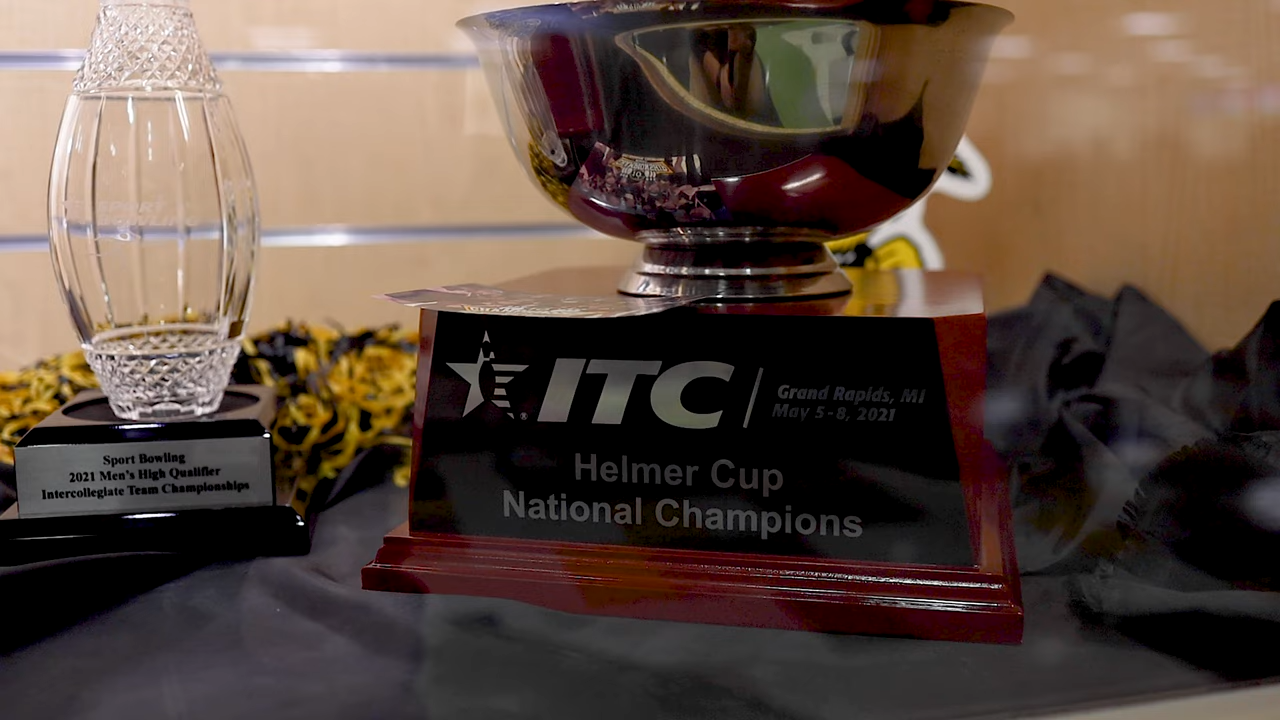 Sport Bowling
2021 Men's High Qualifier
Intercollegiate Team Championships
ITC
Grand Rapids, MI
May 5-8, 2021
Helmer Cup
National Champions